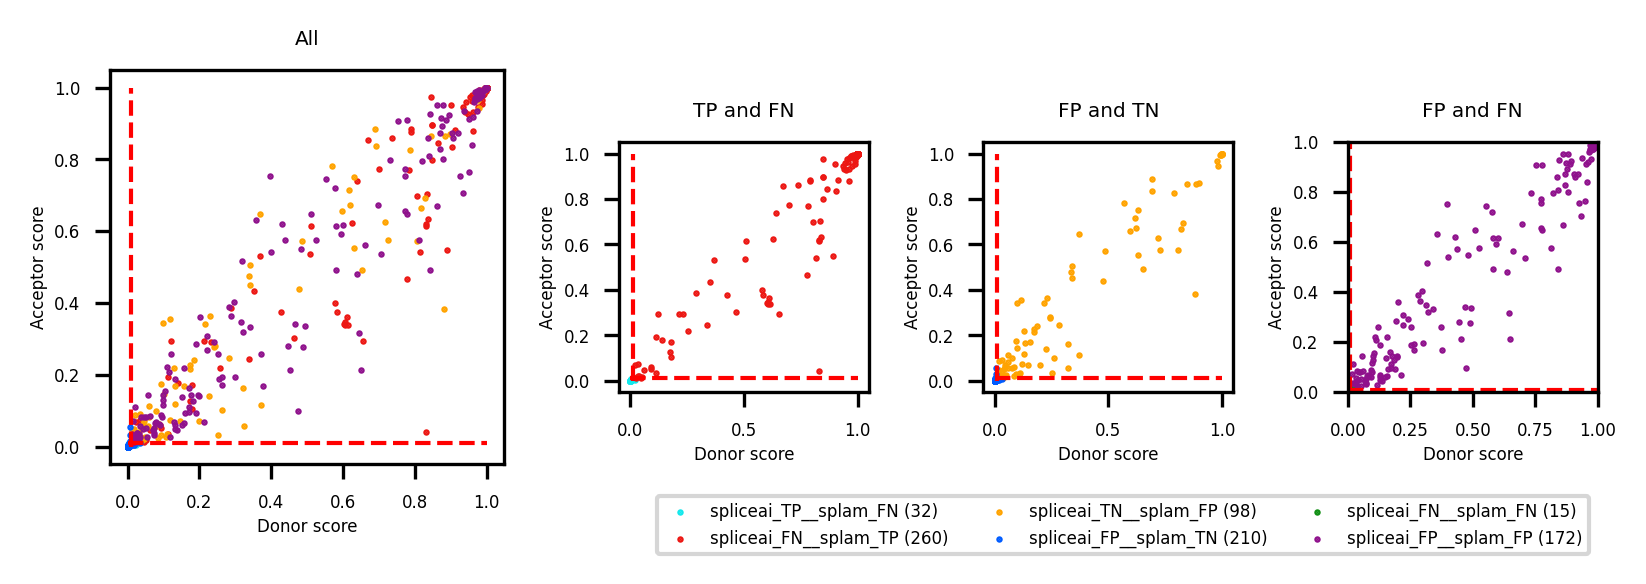 All
Acceptor score
1.0
0.8
0.6
0.4
0.2
0.0
0.0 0.2 0.4 0.6 0.8 1.0
Donor score
TP and FN
Acceptor score
1.0
0.8
0.6
0.4
0.2
0.0
0.0 0.5 1.0
Donor score
FP and TN
Acceptor score
1.0
0.8
0.6
0.4
0.2
0.0
0.0 0.5 1.0
Donor score
FP and FN
Acceptor score
1.0
0.8
0.6
0.4
0.2
0.0
0.00 0.25 0.50 0.75 1.00
Donor score
spliceai_TP__splam_FN (32)
spliceai_FN__splam_TP (260)
spliceai_TN__splam_FP (98)
spliceai_FP__splam_TN (210)
spliceai_FN__splam_FN (15)
spliceai_FP__splam_FP (172)